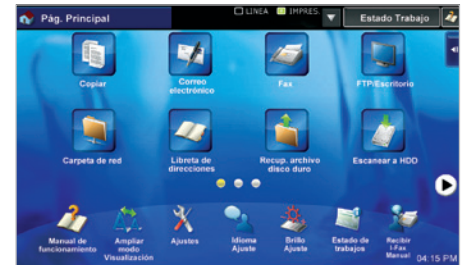 Pág. Principal
LINEA
IMPRES.
Estado Trabajo
Copiar
Correo
electrónico
Fax
FTP/Escritorio
Carpeta de red
Libreta de
direcciones
Recup. archivo
disco duro
Escanear a HDD
Manual de
funcionamiento
Ampliar
modo
Visualización
Ajustes
Idioma
Ajuste
Brillo
Ajuste
Estado de
trabajos
Recibir
I-Fax
Manual
04:15 PM